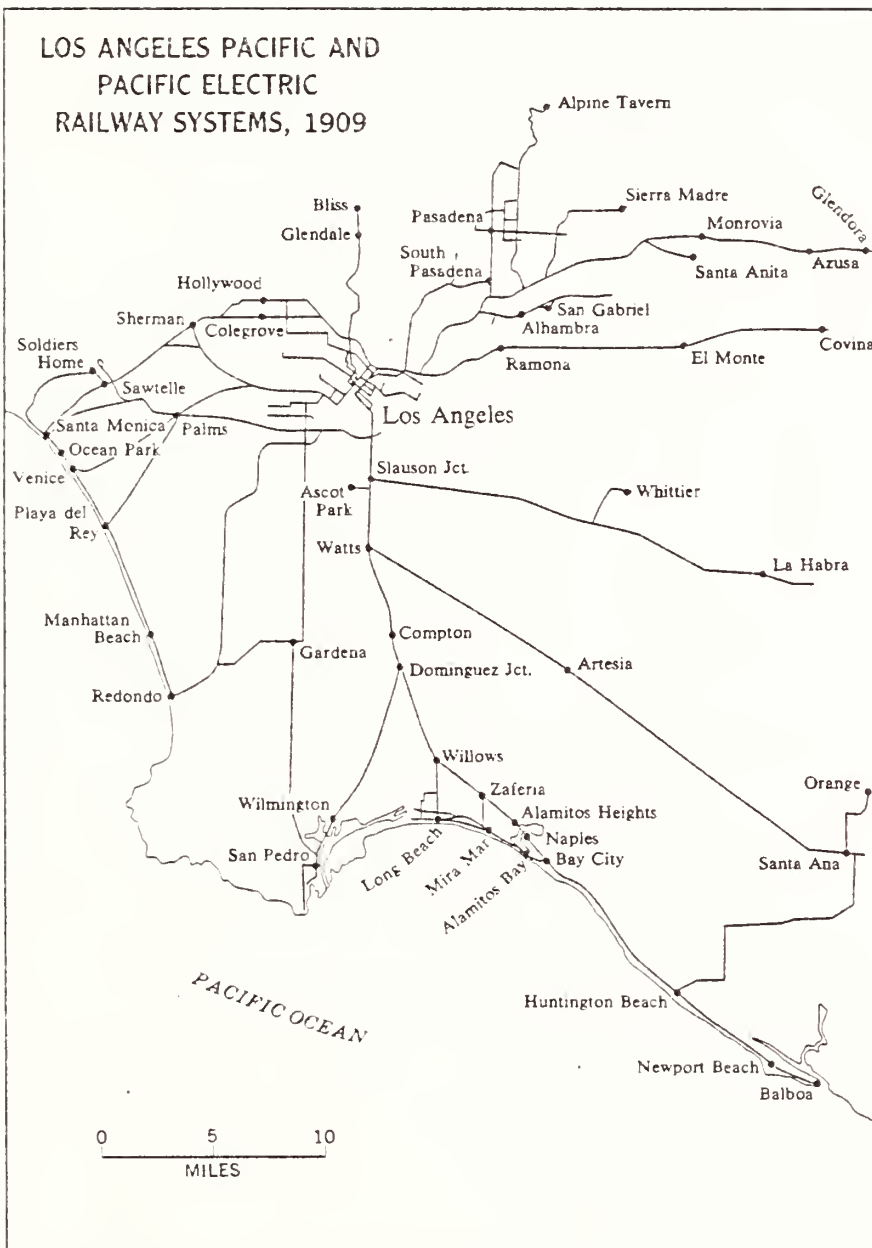 LOS ANGELES PACIFIC AND
PACIFIC ELECTRIC
RAILWAY SYSTEMS, 1909
Alpine Tavern
Bliss
Glendale
Pasadena
Sierra Madre
Glendora
Monrovia
South
Pasadena
Santa Anita
Azusa
Hollywood
Sherman
Colegrove
San Gabriel
Alhambra
Soldiers
Home
Ramona
El Monte
Covina
Sawtelle
Los Angeles
Santa Monica
Palms
Ocean Park
Venice
Slauson Jct.
Ascot
Park
Whittier
Playa del
Rey
Watts
La Habra
Manhattan
Beach
Gardena
Compton
Dominguez Jct.
Artesia
Redondo
Willows
Zaferia
Orange
Wilmington
Alamitos Heights
Naples
San Pedro
Long Beach
Mira Mar
Alamitos Bay
Bay City
Santa Ana
PACIFIC OCEAN
Huntington Beach
Newport Beach
Balboa
0 5 10
MILES